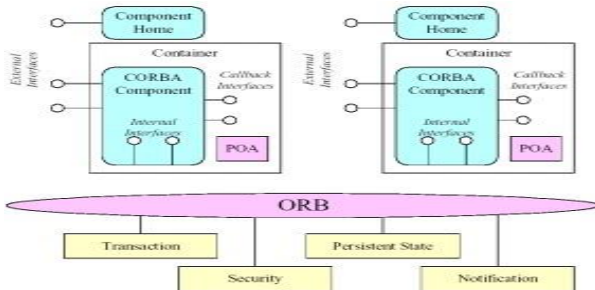 Component
Home
Container
External
Interfaces
CORBA
Component
Callback
Interfaces
Internal
Interfaces
POA
Component
Home
Container
External
Interfaces
CORBA
Component
Callback
Interfaces
Internal
Interfaces
POA
ORB
Transaction
Persistent State
Security
Notification